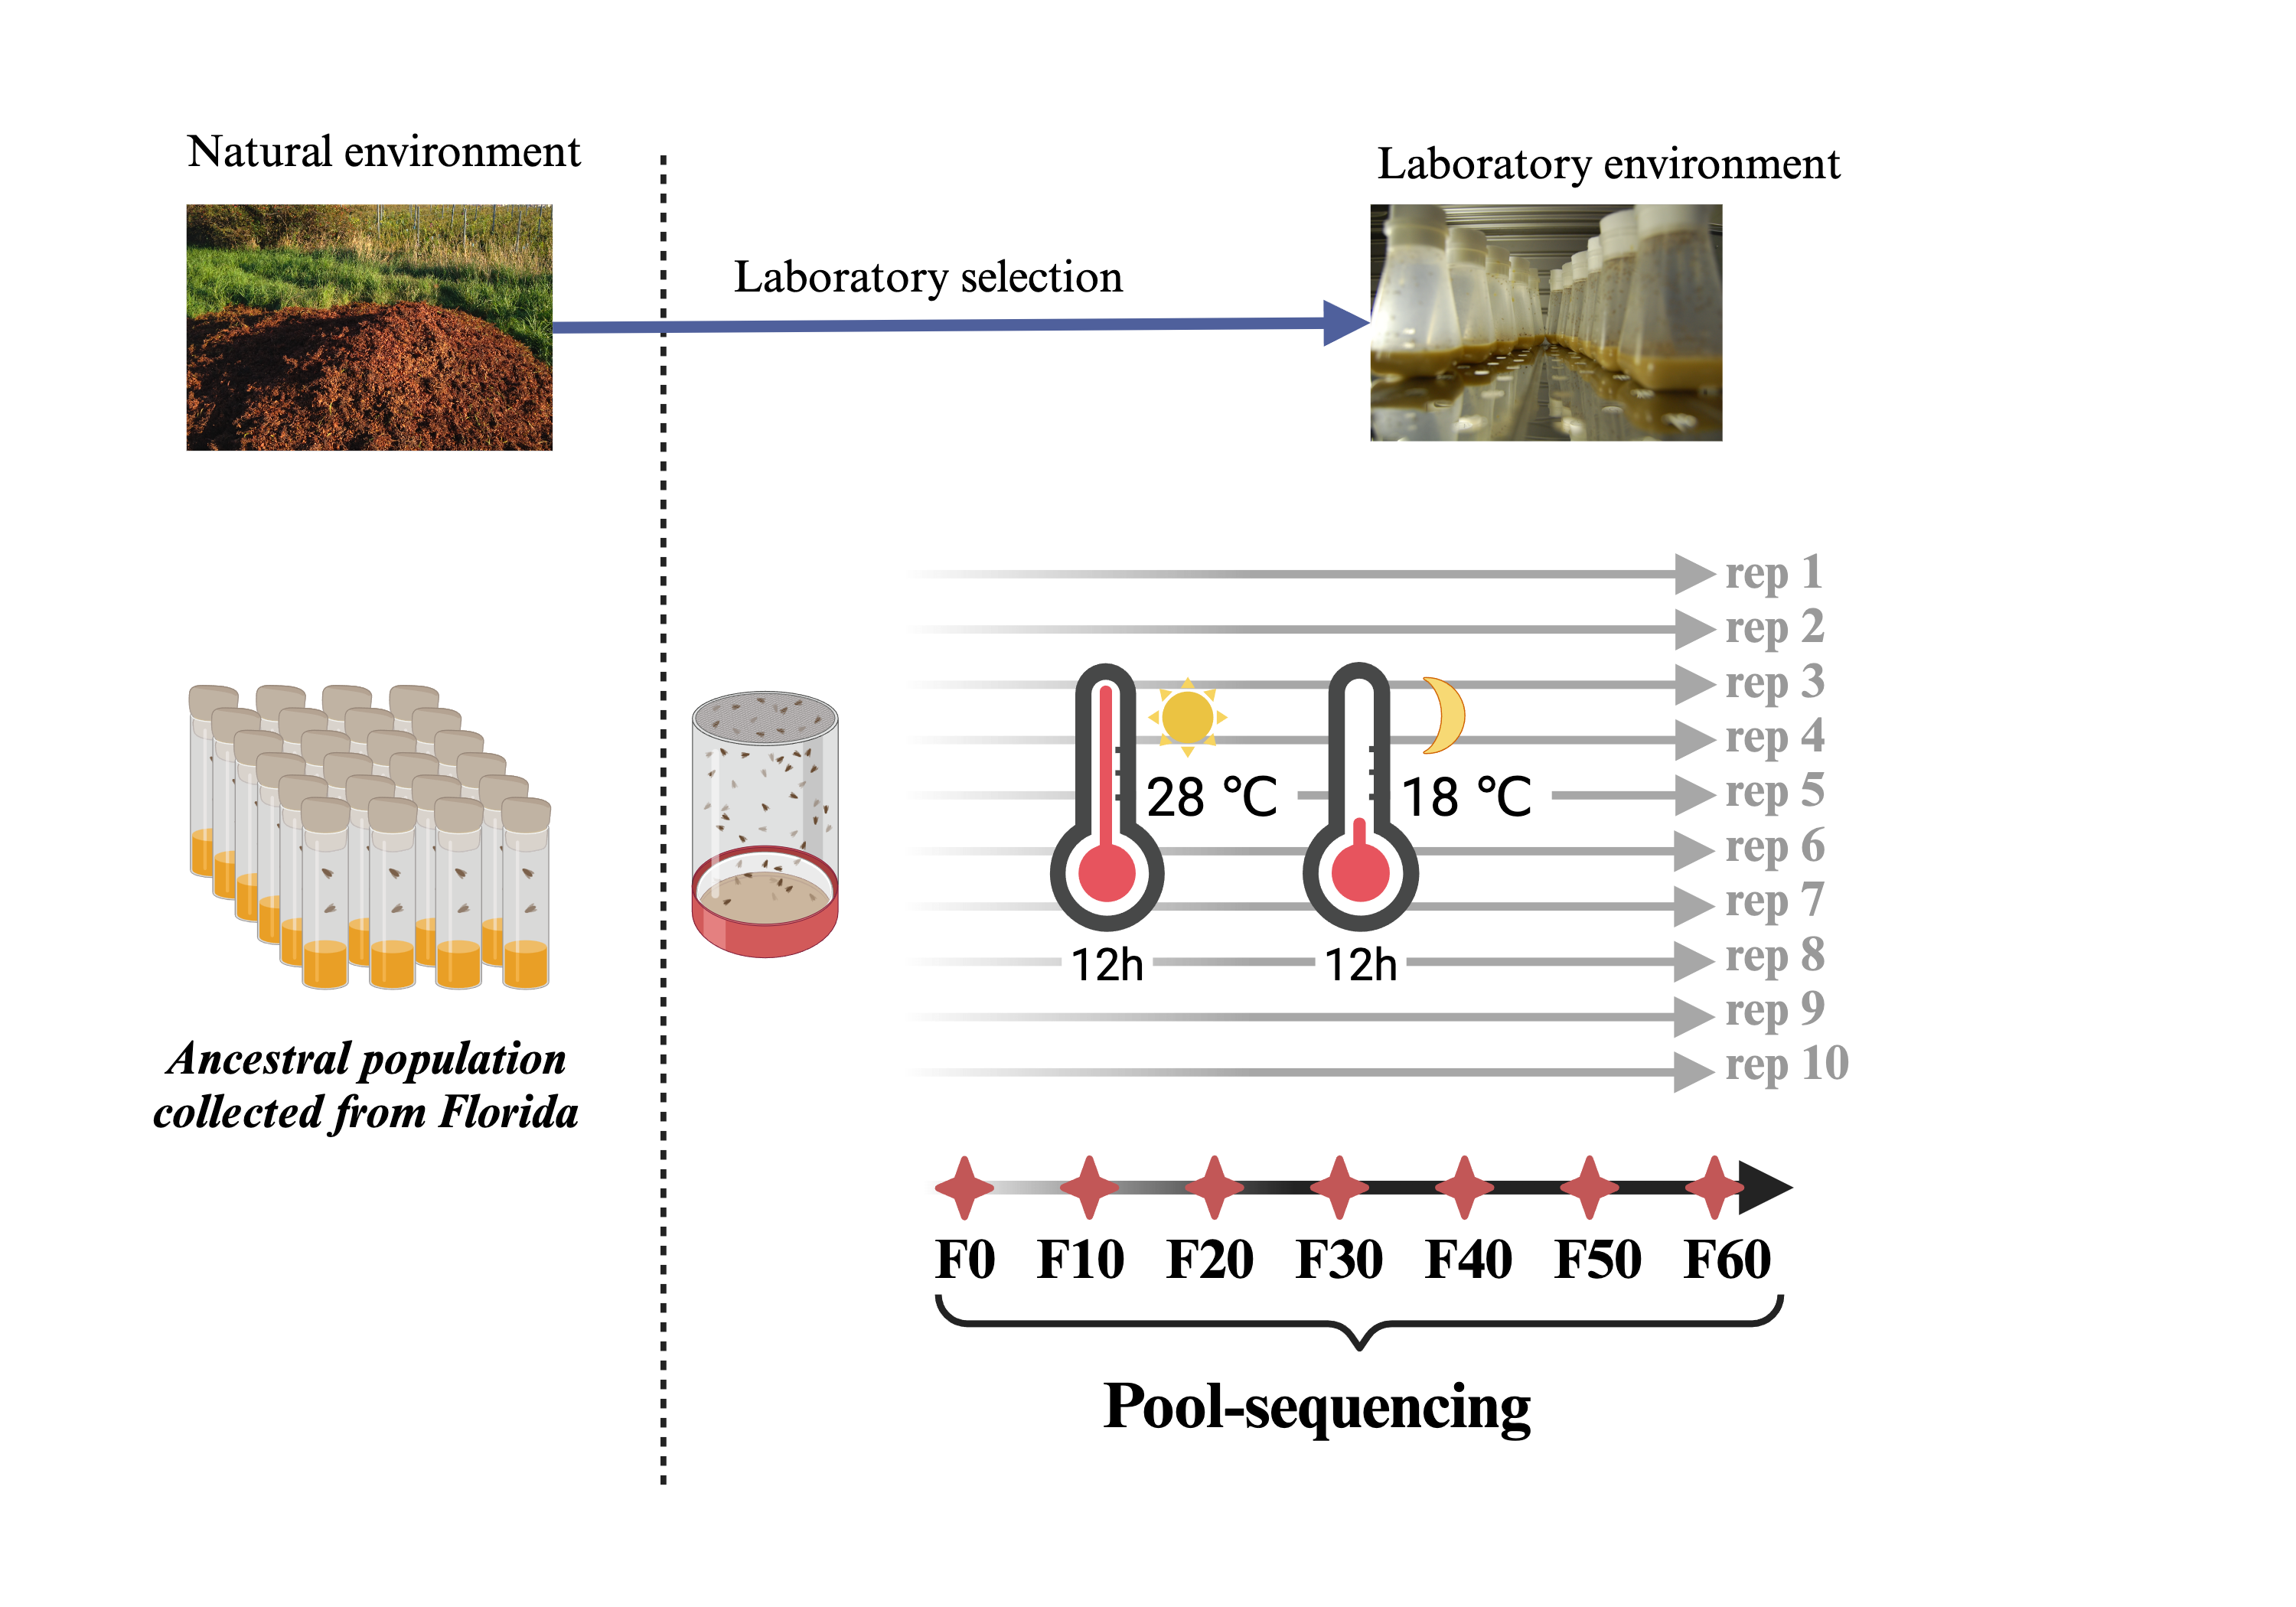 Natural environment
Laboratory environment
Laboratory selection
rep 1
rep 2
rep 3
rep 4
28 °C
18 °C
rep 5
rep 6
rep 7
12h
12h
rep 8
rep 9
rep 10
Ancestral population
collected from Florida
F0 F10 F20 F30 F40 F50 F60
Pool-sequencing